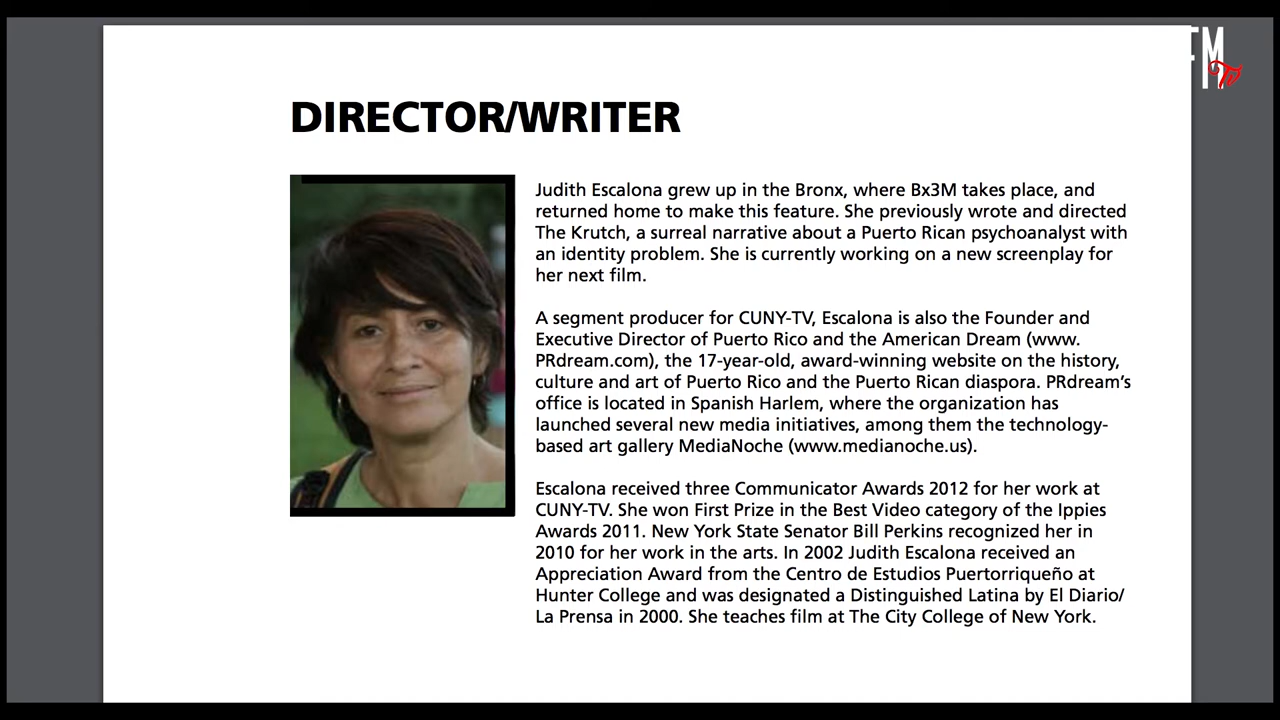 DIRECTOR/WRITER
Judith Escalona grew up in the Bronx, where Bx3M takes place, and
returned home to make this feature. She previously wrote and directed
The Krutch, a surreal narrative about a Puerto Rican psychoanalyst with
an identity problem. She is currently working on a new screenplay for
her next film.
A segment producer for CUNY-TV, Escalona is also the Founder and
Executive Director of Puerto Rico and the American Dream (www.
PRdream.com), the 17-year-old, award-winning website on the history,
culture and art of Puerto Rico and the Puerto Rican diaspora. PRdream’s
office is located in Spanish Harlem, where the organization has
launched several new media initiatives, among them the technology-
based art gallery MediaNoche (www.medianoche.us).
Escalona received three Communicator Awards 2012 for her work at
CUNY-TV. She won First Prize in the Best Video category of the Ippies
Awards 2011. New York State Senator Bill Perkins recognized her in
2010 for her work in the arts. In 2002 Judith Escalona received an
Appreciation Award from the Centro de Estudios Puertorriqueño at
Hunter College and was designated a Distinguished Latina by El Diario/
La Prensa in 2000. She teaches film at The City College of New York.